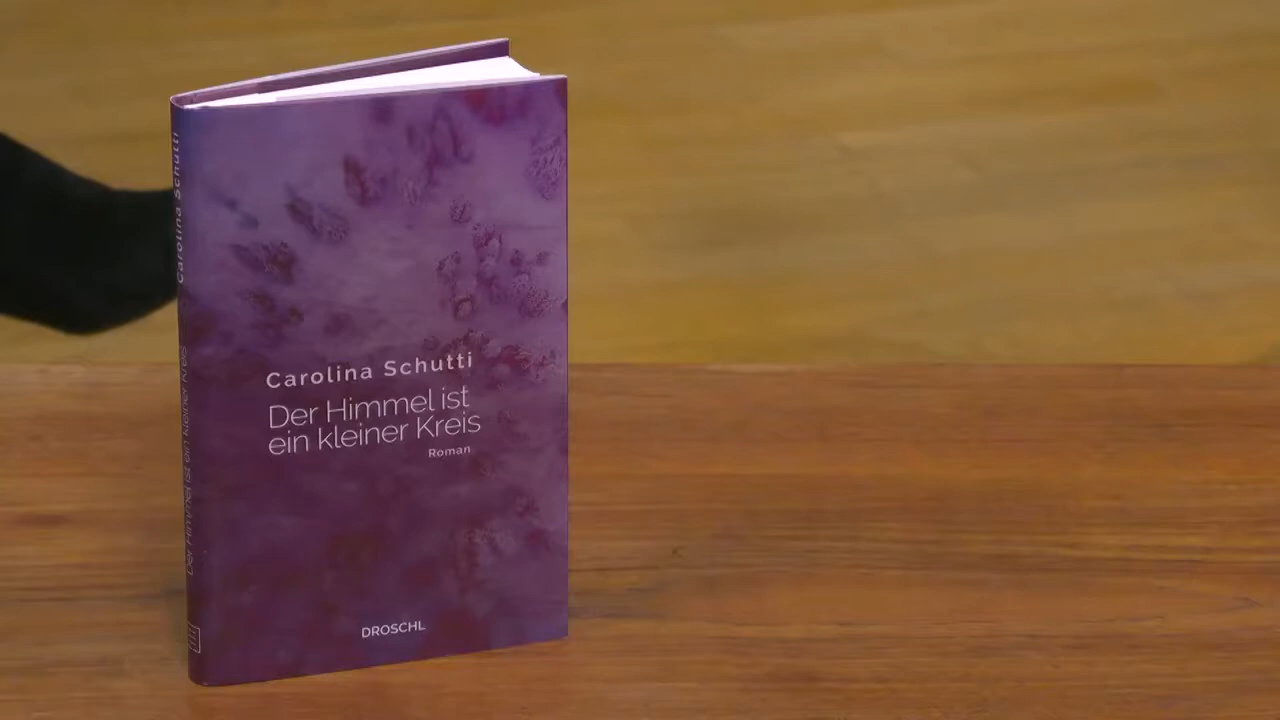 Carolina Schutti
Der Himmel ist ein kleiner Kreis
Carolina Schutti
Der Himmel ist
ein kleiner Kreis
Roman
DROSCHL